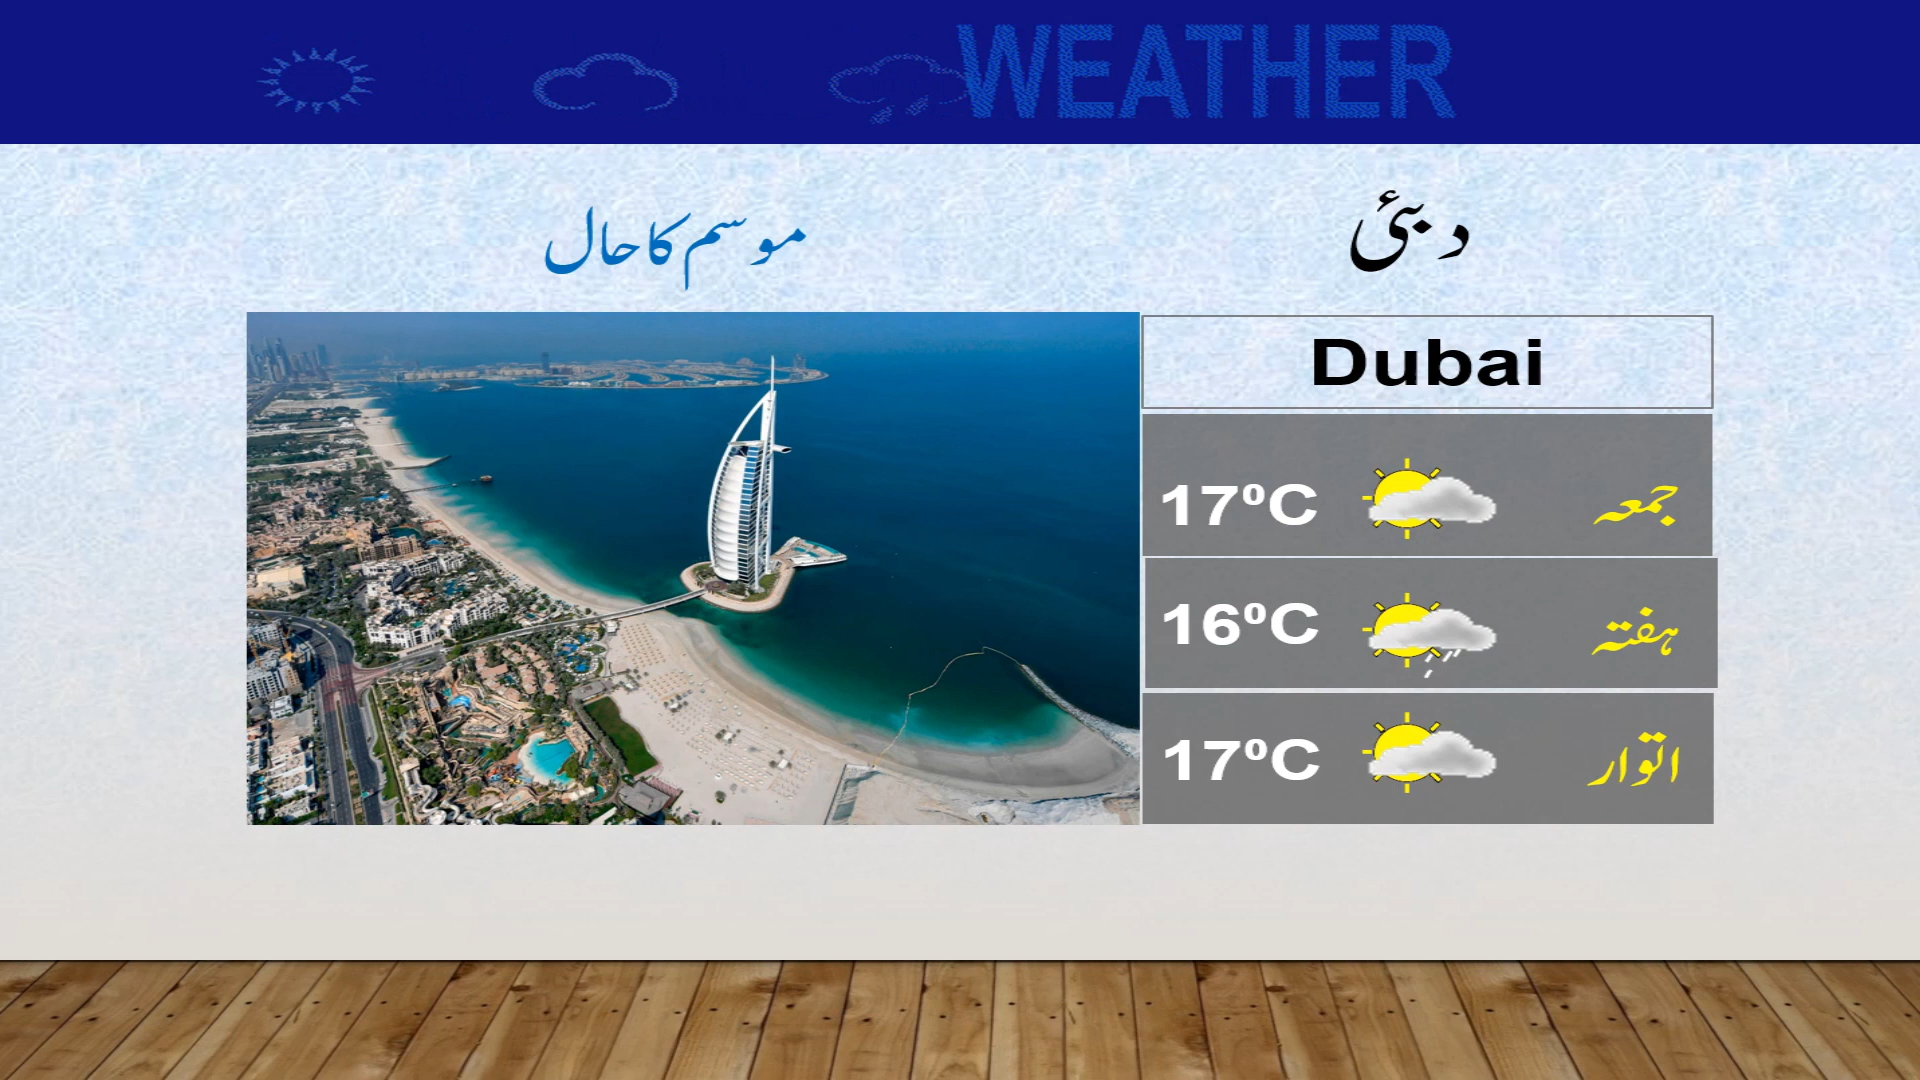 WEATHER
موسم کا حال
دبئی
Dubai
17ºC جمعہ
16ºC ہفتہ
17ºC اتوار